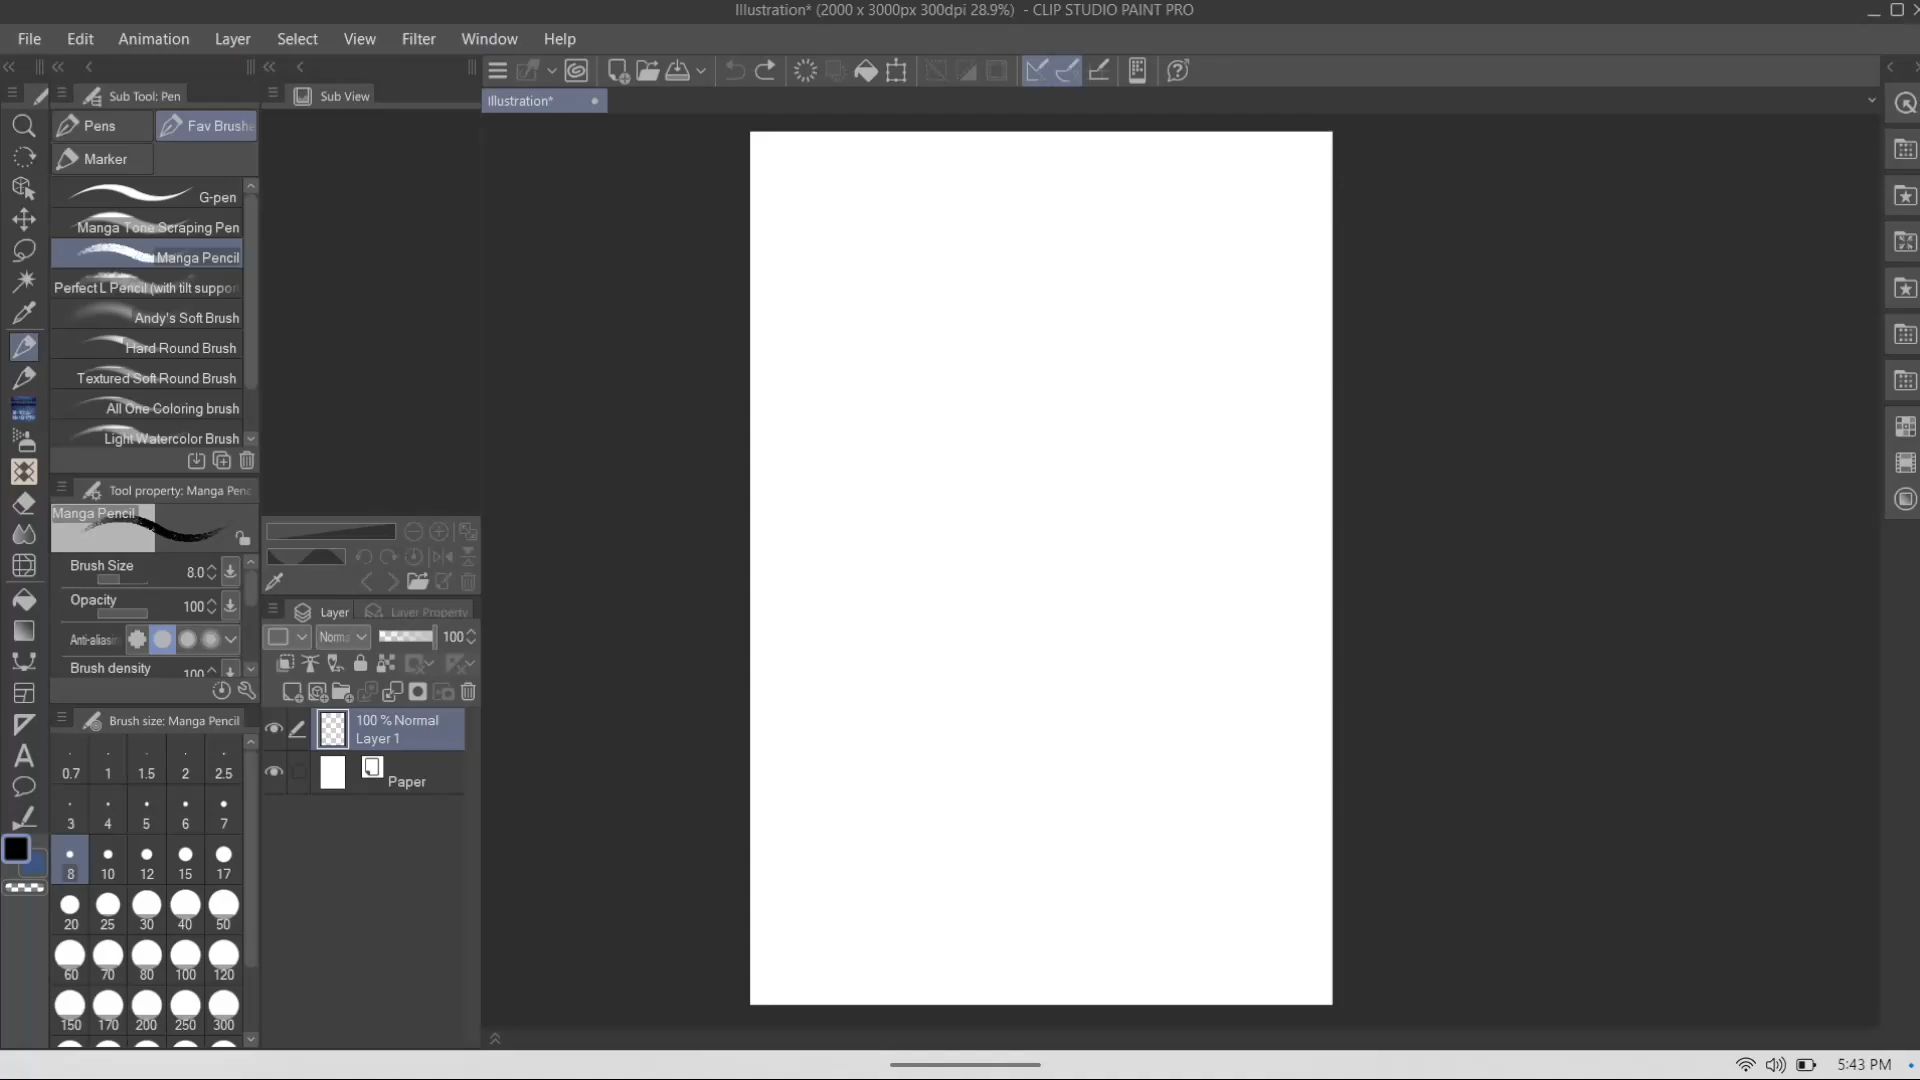 Illustration* (2000 x 3000px 300dpi 28.9%) - CLIP STUDIO PAINT PRO
File Edit Animation Layer Select View Filter Window Help
Sub Tool: Pen
Sub View
Illustration*
Pens
Fav Brushe
Marker
G-pen
Manga Tone Scraping Pen
Manga Pencil
Perfect L Pencil (with tilt suppor
Andy's Soft Brush
Hard Round Brush
Textured Soft Round Brush
All One Coloring brush
Light Watercolor Brush
Tool property: Manga Penc
Manga Pencil
Brush Size 8.0
Opacity 100
Anti-aliasin
Brush density 100
Layer Layer Property
Norma 100
100 % Normal
Layer 1
Paper
Brush size: Manga Pencil
0.7 1 1.5 2 2.5
3 4 5 6 7
8 10 12 15 17
20 25 30 40 50
60 70 80 100 120
150 170 200 250 300
5:43 PM